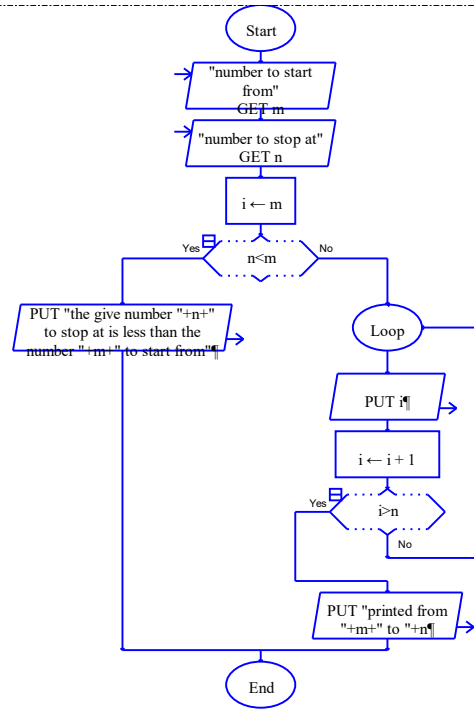 Start
"number to start
from"
GET m
"number to stop at"
GET n
i ← m
Yes
n<m
No
PUT "the give number "+n+"
to stop at is less than the
number "+m+" to start from"¶
Loop
PUT i¶
i ← i + 1
Yes
i>n
No
PUT "printed from
"+m+" to "+n¶
End